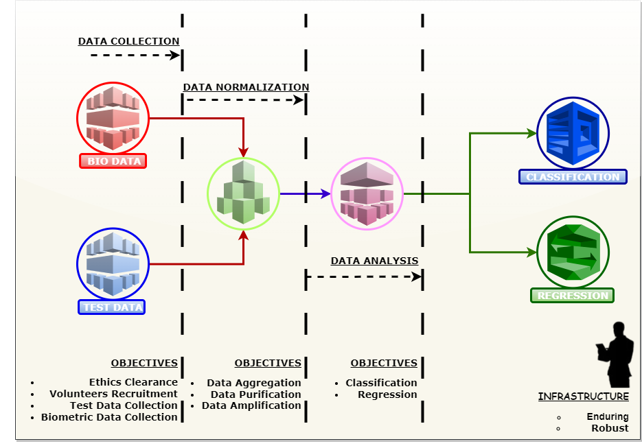 DATA COLLECTION
DATA NORMALIZATION
BIO DATA
CLASSIFICATION
DATA ANALYSIS
TEST DATA
REGRESSION
OBJECTIVES
• Ethics Clearance
• Volunteers Recruitment
• Test Data Collection
• Biometric Data Collection
OBJECTIVES
• Data Aggregation
• Data Purification
• Data Amplification
OBJECTIVES
• Classification
• Regression
INFRASTRUCTURE
○ Enduring
○ Robust